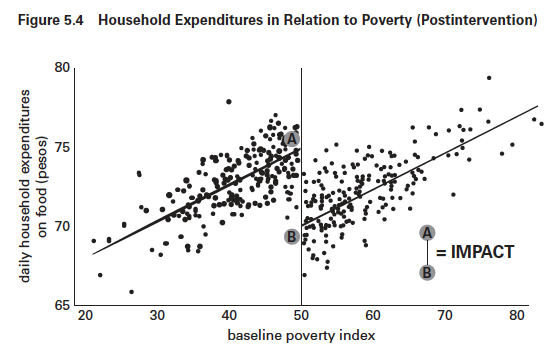 Figure 5.4 Household Expenditures in Relation to Poverty (Postintervention)
daily household expenditures
on food (pesos)
80
75
70
65
A
B
A
= IMPACT
B
20 30 40 50 60 70 80
baseline poverty index